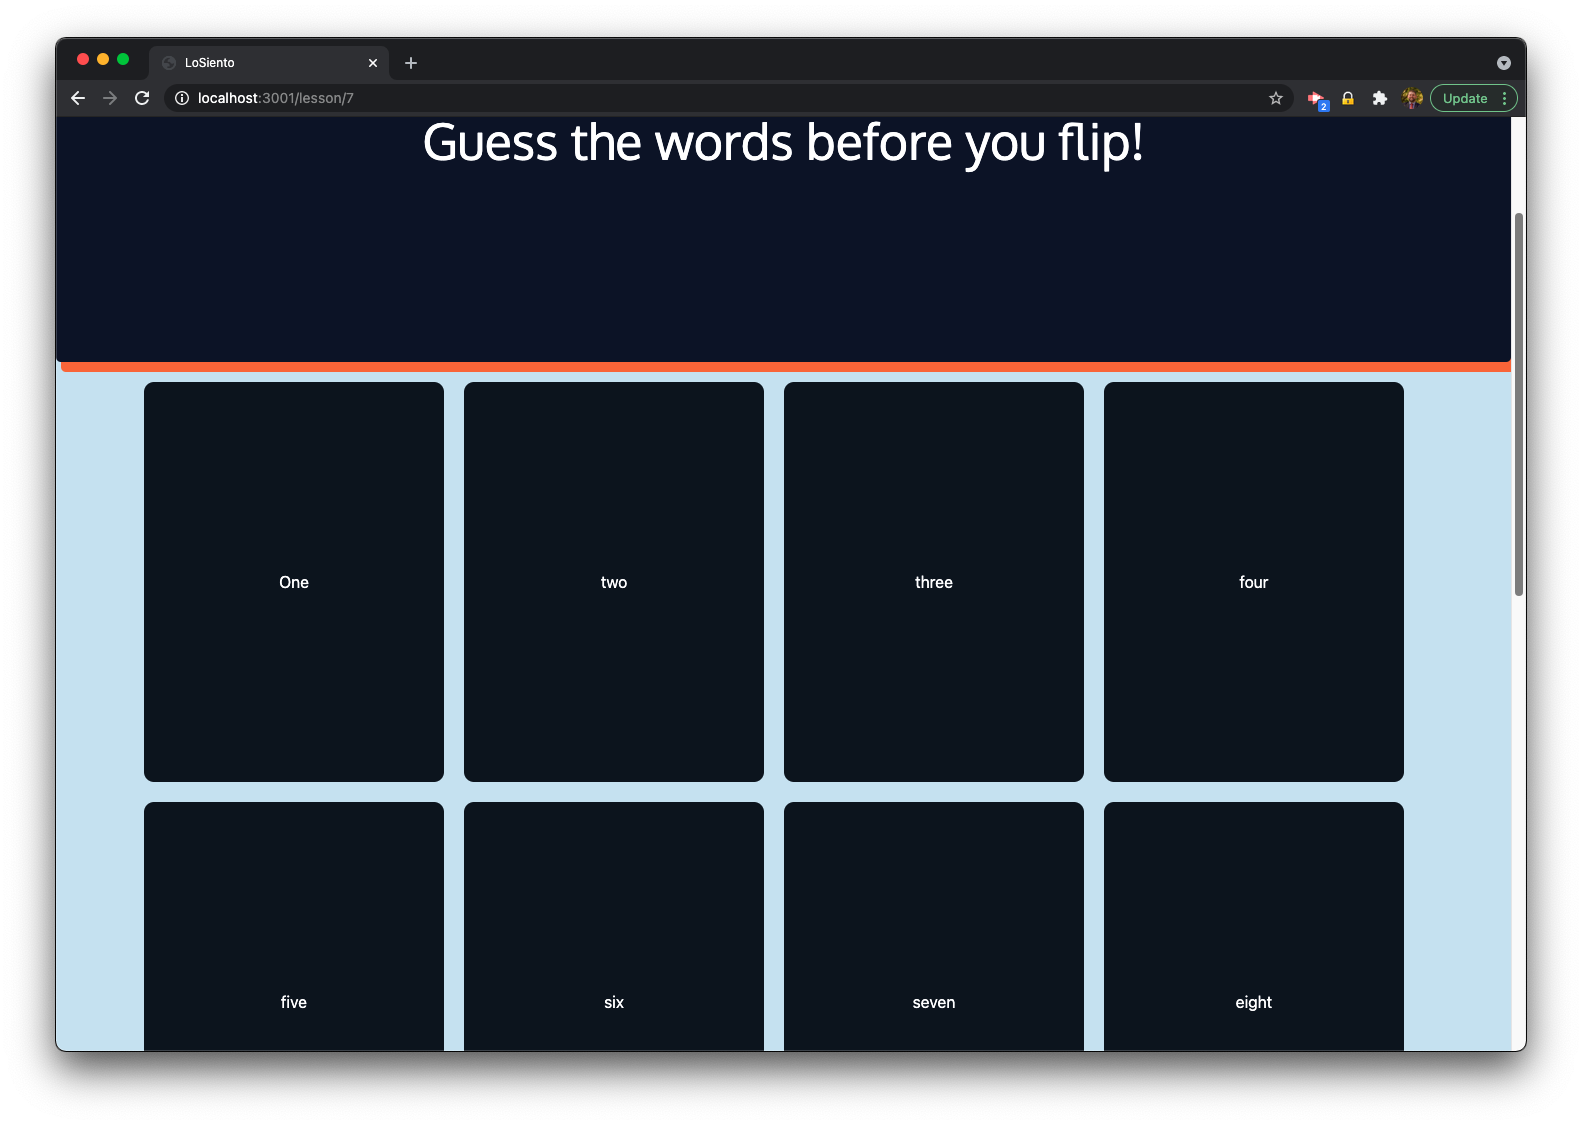 LoSiento
localhost:3001/lesson/7
2
Update
Guess the words before you flip!
One two three four
five six seven eight